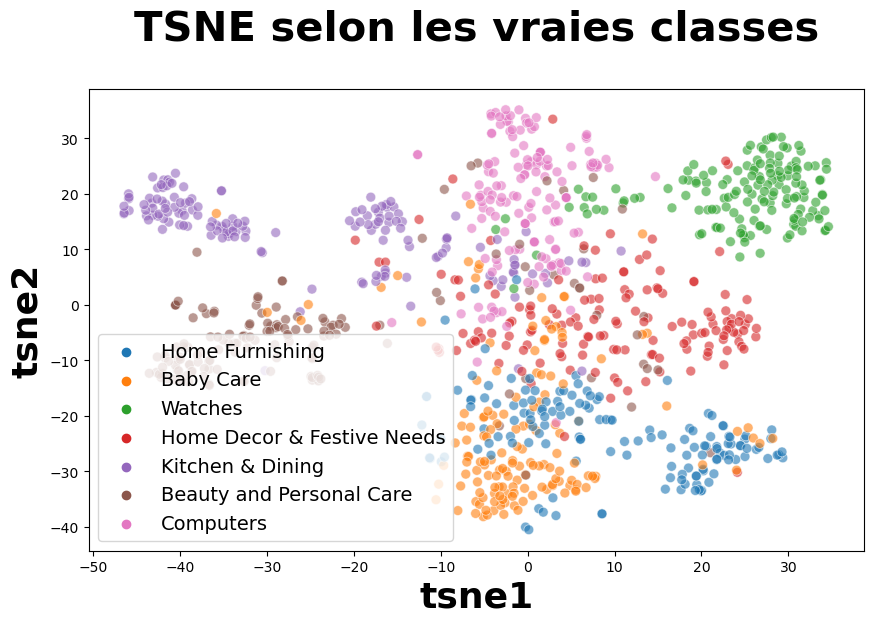 TSNE selon les vraies classes
tsne2
30
20
10
0
−10
−20
−30
−40
Home Furnishing
Baby Care
Watches
Home Decor & Festive Needs
Kitchen & Dining
Beauty and Personal Care
Computers
−50 −40 −30 −20 −10 0 10 20 30
tsne1